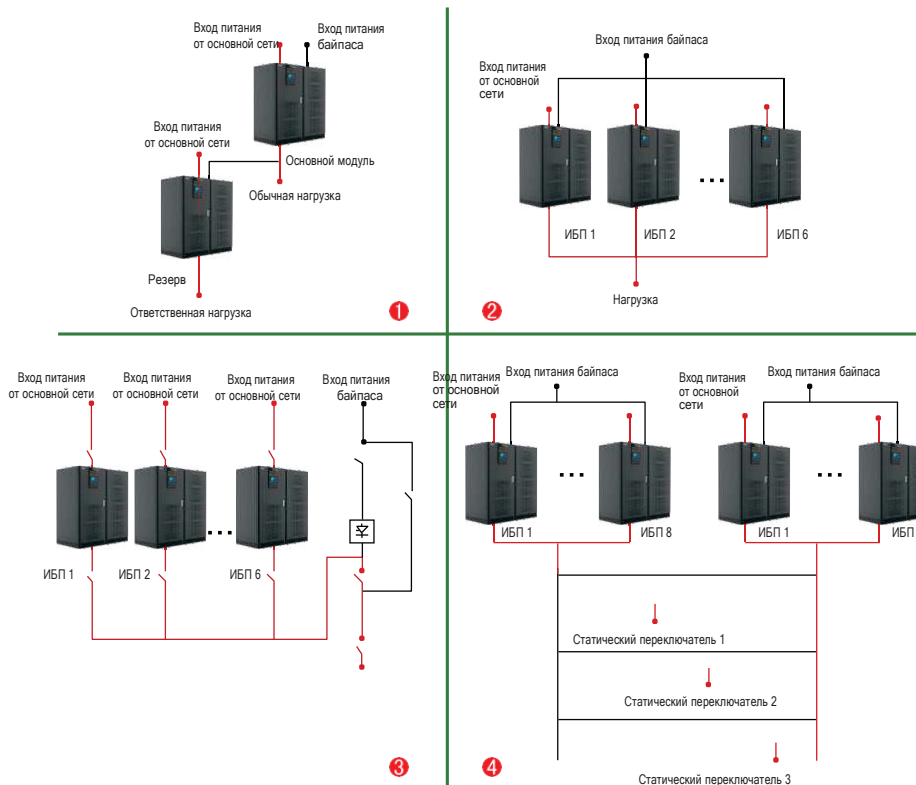 Вход питания
от основной сети
Вход питания
байпаса
Вход питания
от основной сети
Основной модуль
Обычная нагрузка
Резерв
Ответственная нагрузка
1
Вход питания байпаса
Вход питания
от основной
сети
...
ИБП 1
ИБП 2
ИБП 6
Нагрузка
2
Вход питания
от основной сети
Вход питания
от основной сети
Вход питания
от основной сети
Вход питания
байпаса
...
ИБП 1
ИБП 2
ИБП 6
3
Вход питания
от основной
сети
Вход питания байпаса
Вход питания
от основной
сети
Вход питания байпаса
...
...
ИБП 1
ИБП 8
ИБП 1
ИБП
Статический переключатель 1
Статический переключатель 2
Статический переключатель 3
4